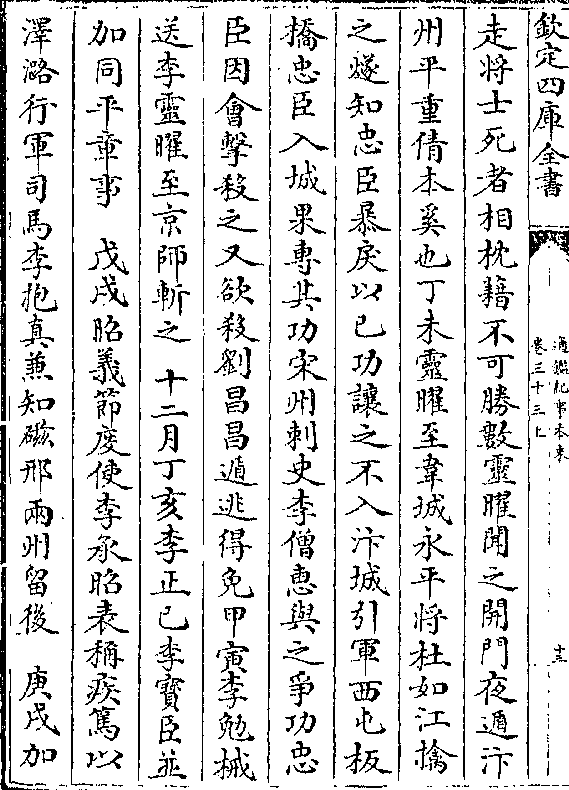 欽定四庫全書
通鑑紀事本末
卷三十三上
十三
走將士死者相枕藉不可勝數靈曜聞之開門夜遁汴
州平重倩本奚也丁未靈曜至韋城永平將杜如江擒
之燧知忠臣暴戾以已功讓之不入汴城引軍西屯板
橋忠臣入城果專其功宋州刺史李僧惠與之爭功忠
臣因會擊殺之又欲殺劉昌昌遁逃得免甲寅李勉械
送李靈曜至京師斬之　十二月丁亥李正已李寶臣並
加同平章事　戊戌昭義節度使李承昭表稱疾篤以
澤潞行軍司馬李抱真兼知磁邢兩州留後　庚戌加